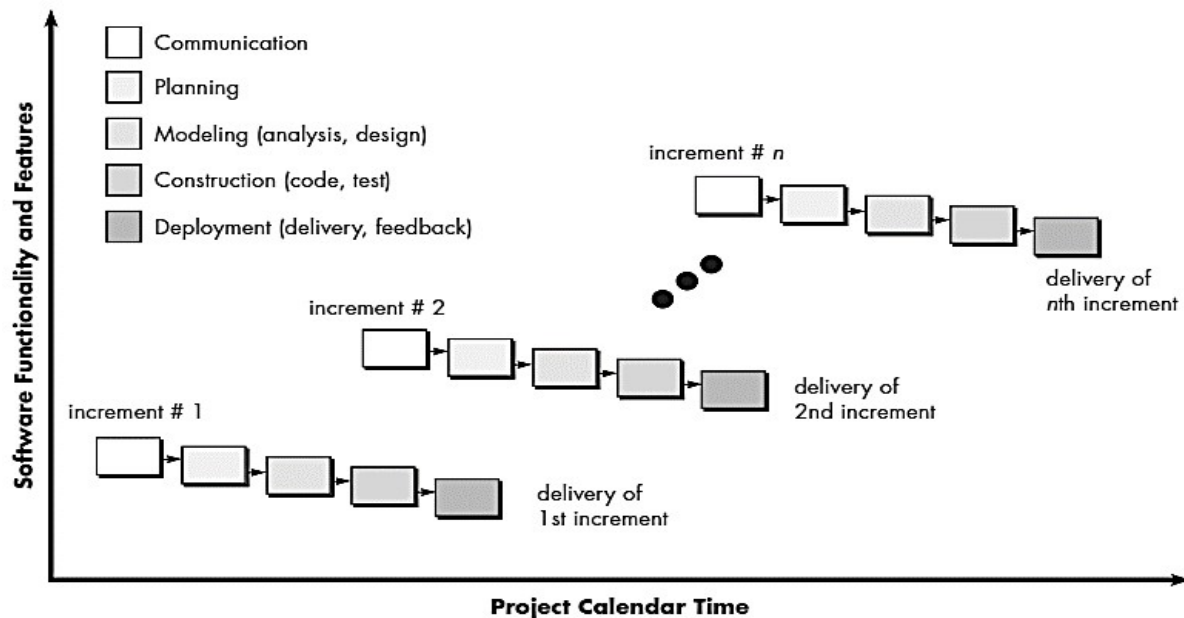 Software Functionality and Features
Communication
Planning
Modeling (analysis, design)
Construction (code, test)
Deployment (delivery, feedback)
increment # n
delivery of
nth increment
increment # 2
delivery of
2nd increment
increment # 1
delivery of
1st increment
Project Calendar Time